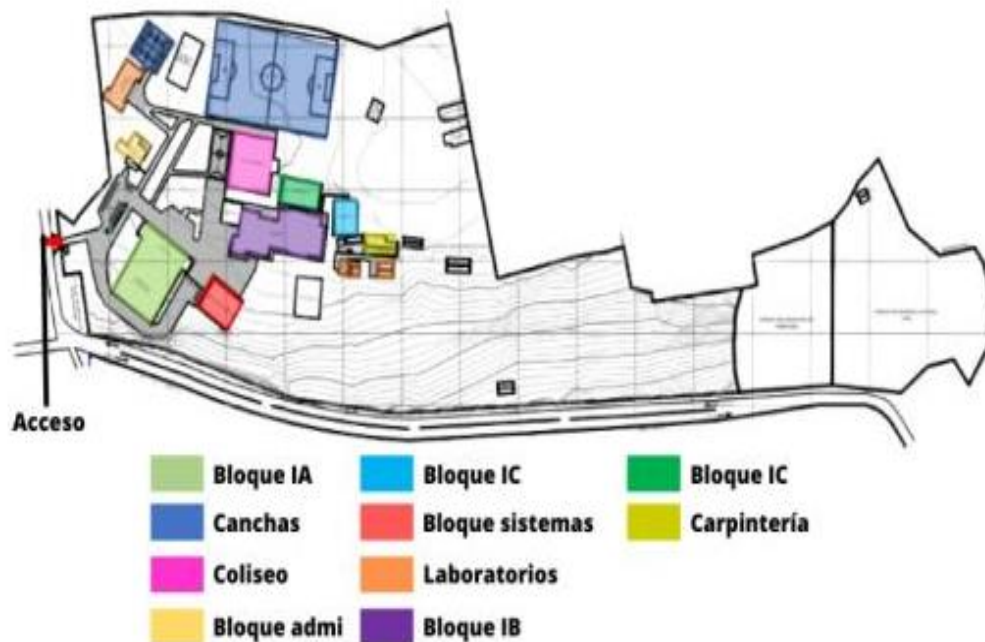 Acceso
Bloque IA
Bloque IC
Bloque IC
Canchas
Bloque sistemas
Carpintería
Coliseo
Laboratorios
Bloque admi
Bloque IB